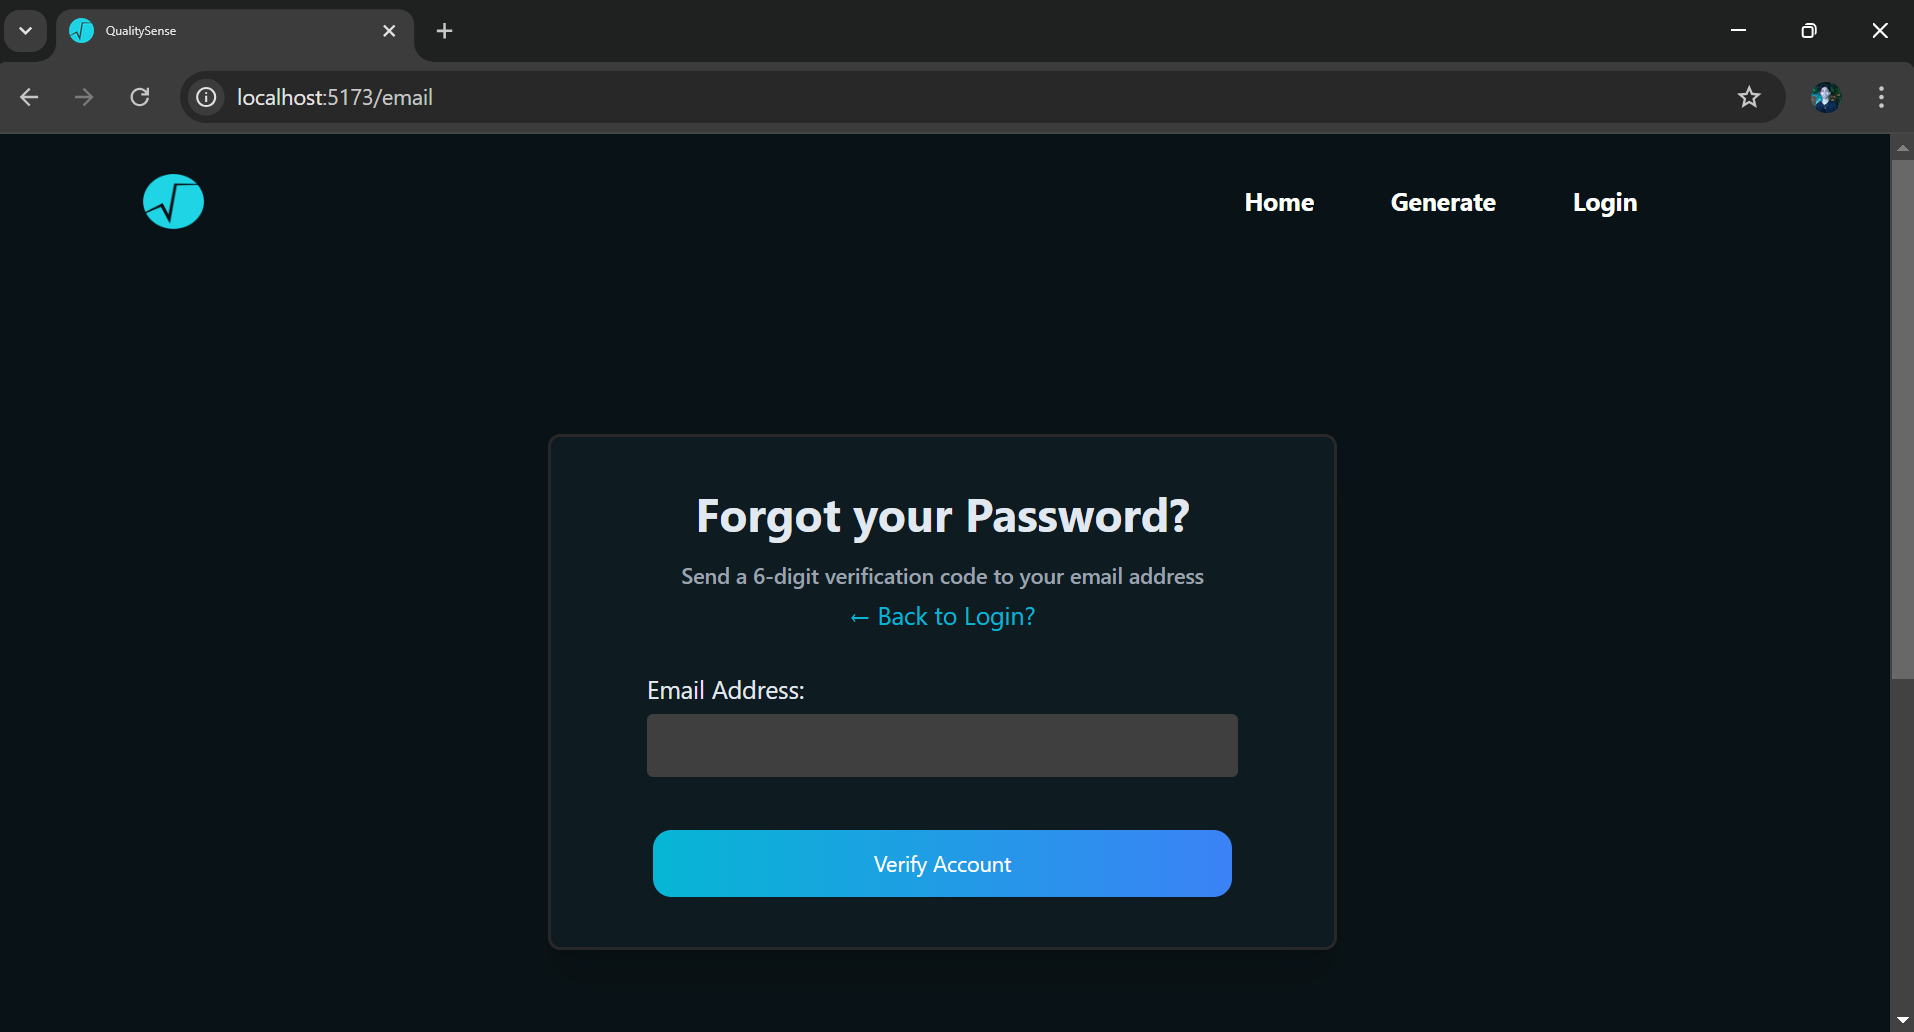 QualitySense
localhost:5173/email
Home Generate Login
Forgot your Password?
Send a 6-digit verification code to your email address
← Back to Login?
Email Address:
Verify Account